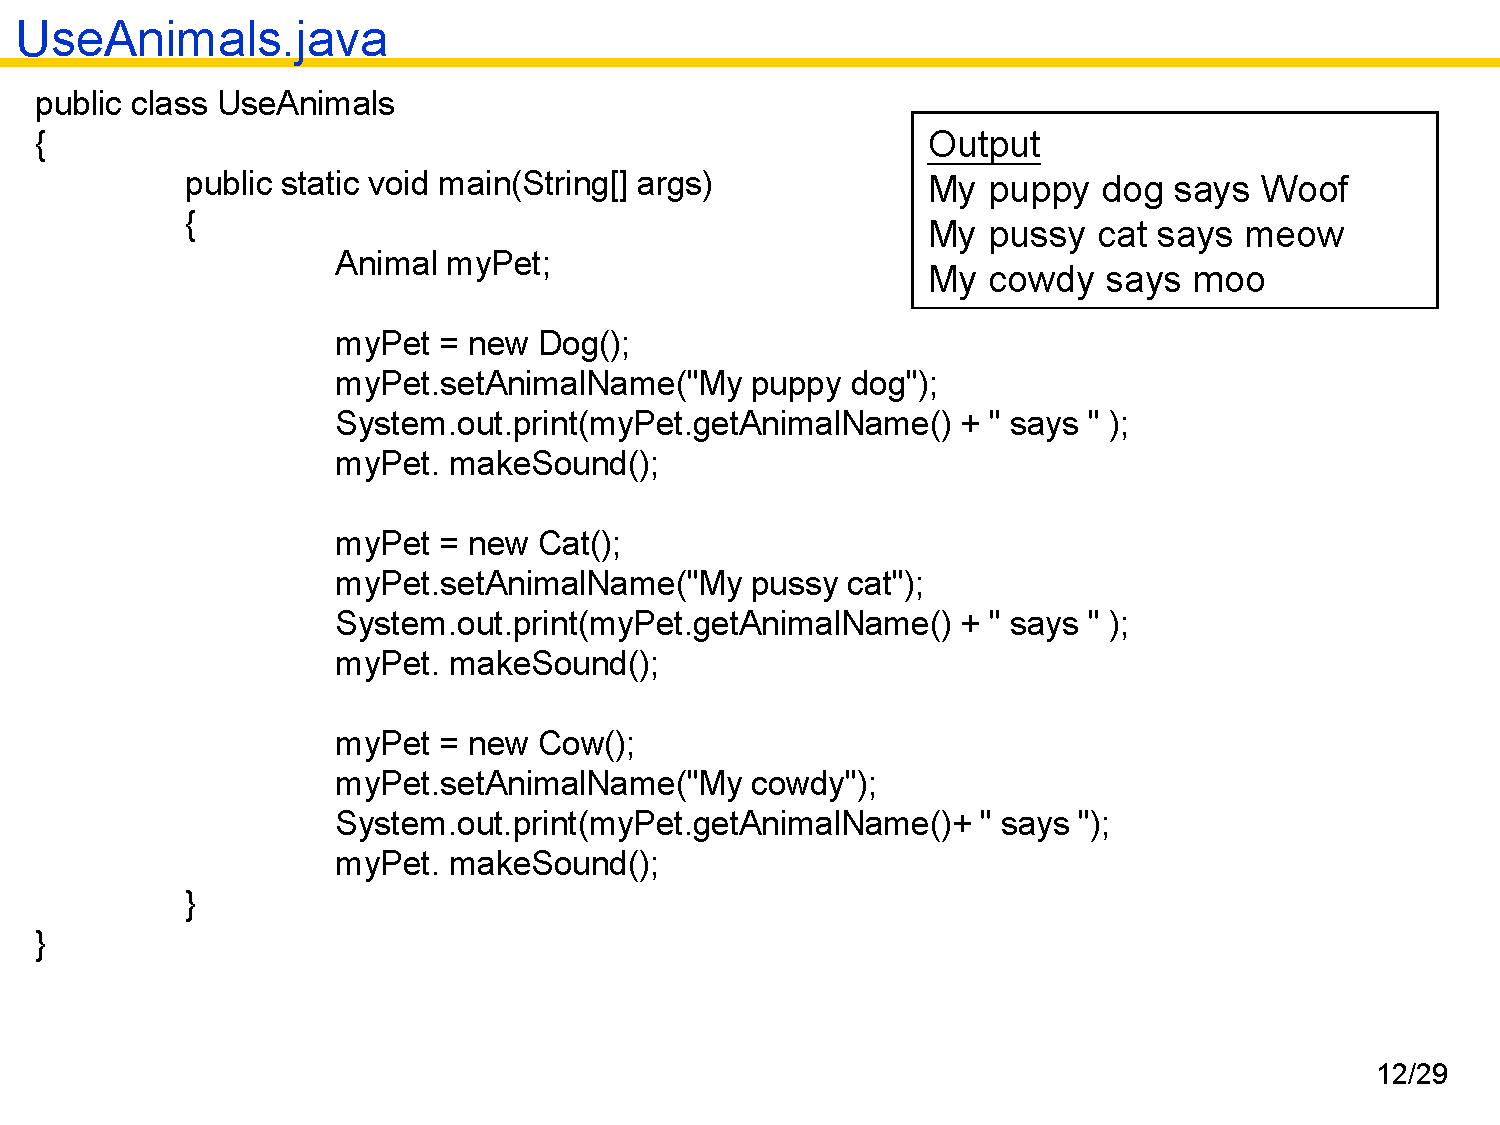 UseAnimals.java
public class UseAnimals
{
public static void main(String[] args)
{
Animal myPet;
myPet = new Dog();
myPet.setAnimalName("My puppy dog");
System.out.print(myPet.getAnimalName() + " says " );
myPet. makeSound();
myPet = new Cat();
myPet.setAnimalName("My pussy cat");
System.out.print(myPet.getAnimalName() + " says " );
myPet. makeSound();
myPet = new Cow();
myPet.setAnimalName("My cowdy");
System.out.print(myPet.getAnimalName()+ " says ");
myPet. makeSound();
}
}
Output
My puppy dog says Woof
My pussy cat says meow
My cowdy says moo
12/29